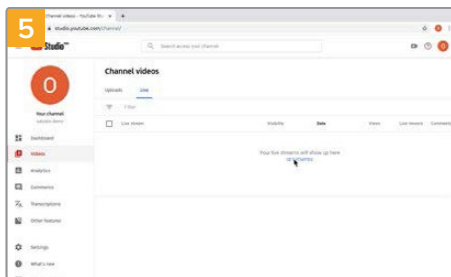 5
Channel videos - YouTube St
studio.youtube.com/channel/
Studio
Search across your channel
O
O
Your channel
Channel videos
Uploads
Live
Filter
Live stream
Visibility
Date
Views
Live viewers
Comments
Your live streams will show up here
GET STARTED
Dashboard
Videos
Analytics
Comments
Transcriptions
Other features
Settings
What's new